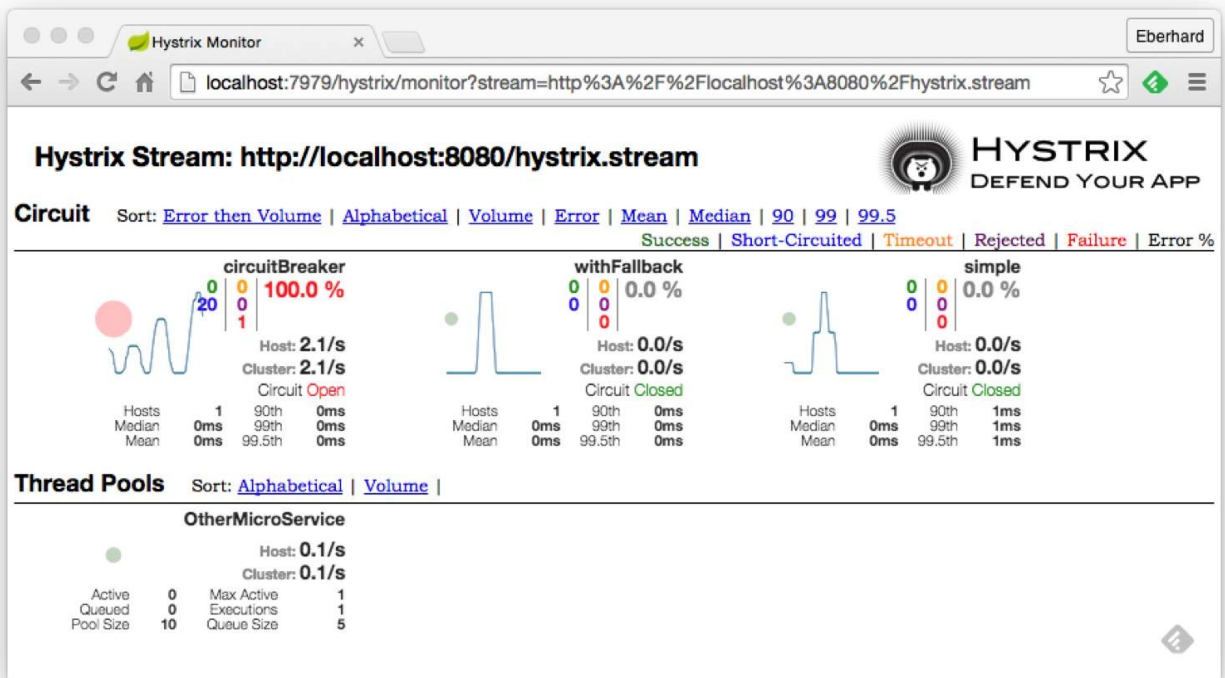 Hystrix Monitor
Eberhard
localhost:7979/hystrix/monitor?stream=http%3A%2F%2Flocalhost%3A8080%2Fhystrix.stream
Hystrix Stream: http://localhost:8080/hystrix.stream
HYSTRIX
DEFEND YOUR APP
Circuit Sort: Error then Volume | Alphabetical | Volume | Error | Mean | Median | 90 | 99 | 99.5
Success | Short-Circuited | Timeout | Rejected | Failure | Error %
circuitBreaker
0 0 100.0 %
20 0
1
Host: 2.1/s
Cluster: 2.1/s
Circuit Open
Hosts 1 90th 0ms
Median 0ms 99th 0ms
Mean 0ms 99.5th 0ms
withFallback
0 0 0.0 %
0 0
0
Host: 0.0/s
Cluster: 0.0/s
Circuit Closed
Hosts 1 90th 0ms
Median 0ms 99th 0ms
Mean 0ms 99.5th 0ms
simple
0 0 0.0 %
0 0
0
Host: 0.0/s
Cluster: 0.0/s
Circuit Closed
Hosts 1 90th 1ms
Median 0ms 99th 1ms
Mean 0ms 99.5th 1ms
Thread Pools Sort: Alphabetical | Volume |
OtherMicroService
Host: 0.1/s
Cluster: 0.1/s
Active 0 Max Active 1
Queued 0 Executions 1
Pool Size 10 Queue Size 5